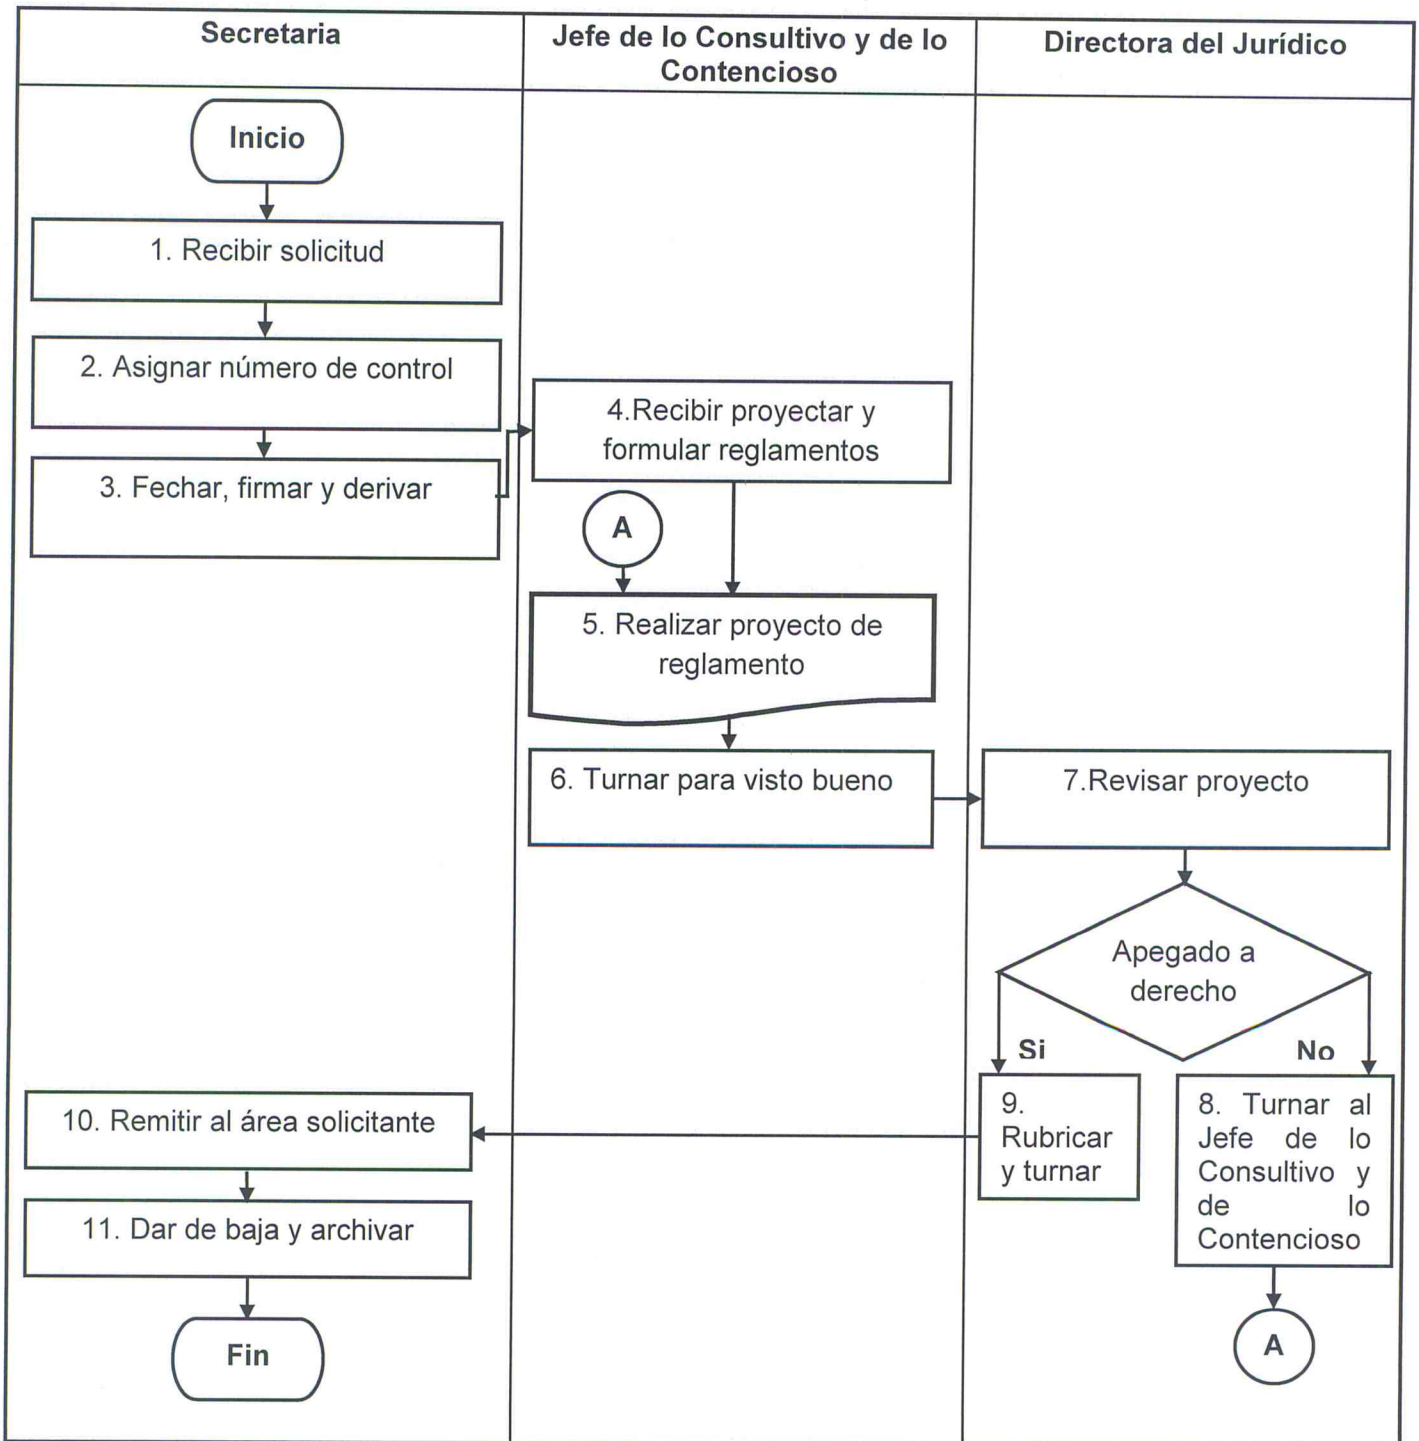 Secretaria
Jefe de lo Consultivo y de lo
Contencioso
Directora del Jurídico
Inicio
1. Recibir solicitud
2. Asignar número de control
3. Fechar, firmar y derivar
4.Recibir proyectar y
formular reglamentos
A
5. Realizar proyecto de
reglamento
6. Turnar para visto bueno
7.Revisar proyecto
Apegado a
derecho
Si
No
9.
Rubricar
y turnar
8. Turnar al
Jefe de lo
Consultivo y
de lo
Contencioso
A
10. Remitir al área solicitante
11. Dar de baja y archivar
Fin